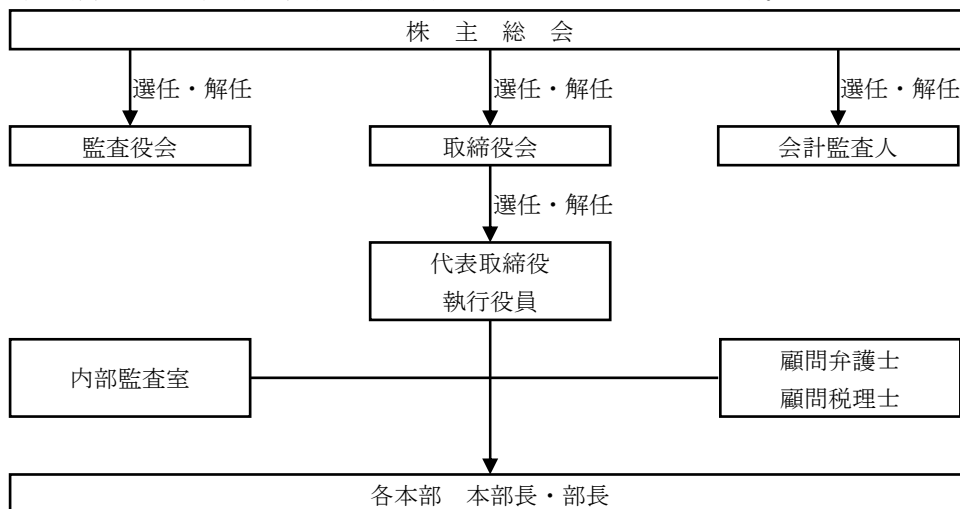 株 主 総 会
選任・解任
選任・解任
選任・解任
監査役会
取締役会
会計監査人
選任・解任
代表取締役
執行役員
内部監査室
顧問弁護士
顧問税理士
各本部 本部長・部長